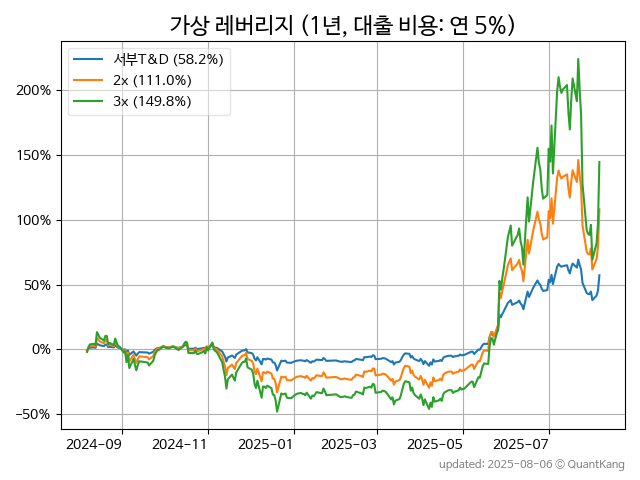 가상 레버리지 (1년, 대출 비용: 연 5%)
서부T&D (58.2%)
2x (111.0%)
3x (149.8%)
200%
150%
100%
50%
0%
−50%
2024-09 2024-11 2025-01 2025-03 2025-05 2025-07
updated: 2025-08-06 © QuantKang